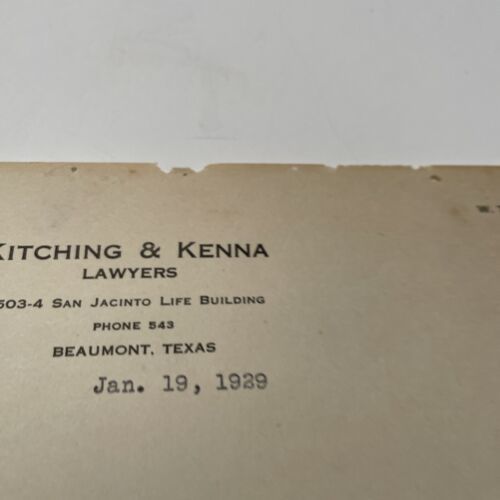 KITCHING & KENNA
LAWYERS
503-4 SAN JACINTO LIFE BUILDING
PHONE 543
BEAUMONT, TEXAS
Jan. 19, 1929
W.